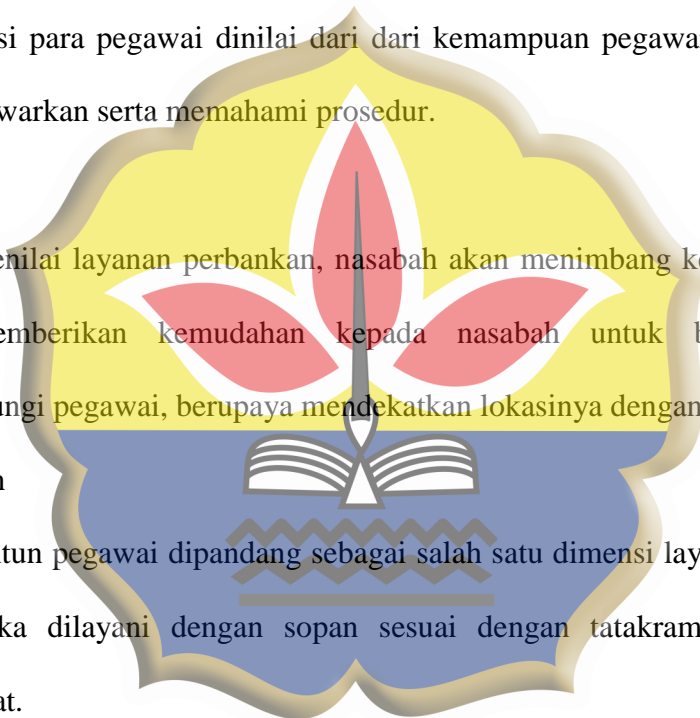 si para pegawai dinilai dari dari kemampuan pegawa
warkan serta memahami prosedur.
enilai layanan perbankan, nasabah akan menimbang k
emberikan kemudahan kepada nasabah untuk b
ungi pegawai, berupaya mendekatkan lokasinya dengan
n
tun pegawai dipandang sebagai salah satu dimensi lay
ka dilayani dengan sopan sesuai dengan tatakram
at.